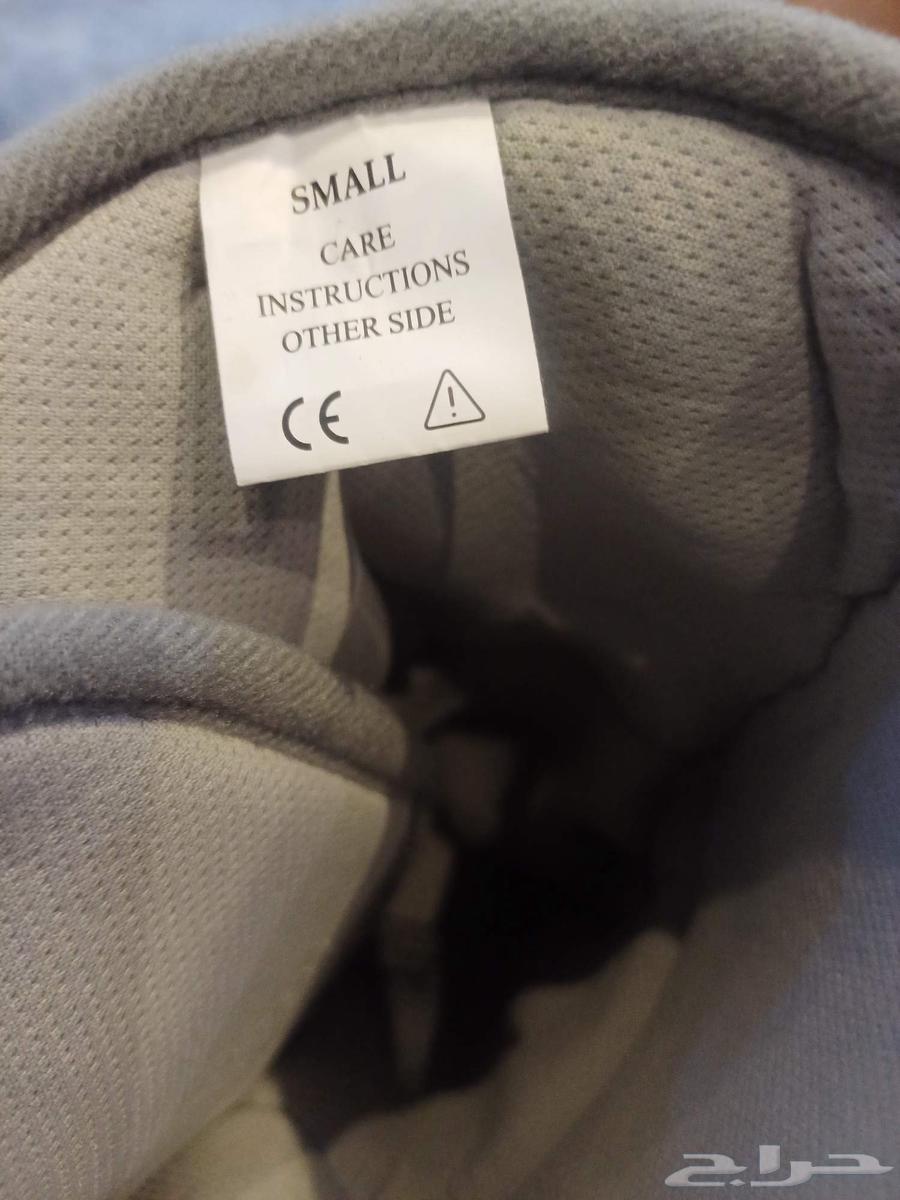 SMALL
CARE
INSTRUCTIONS
OTHER SIDE
CE
حراج